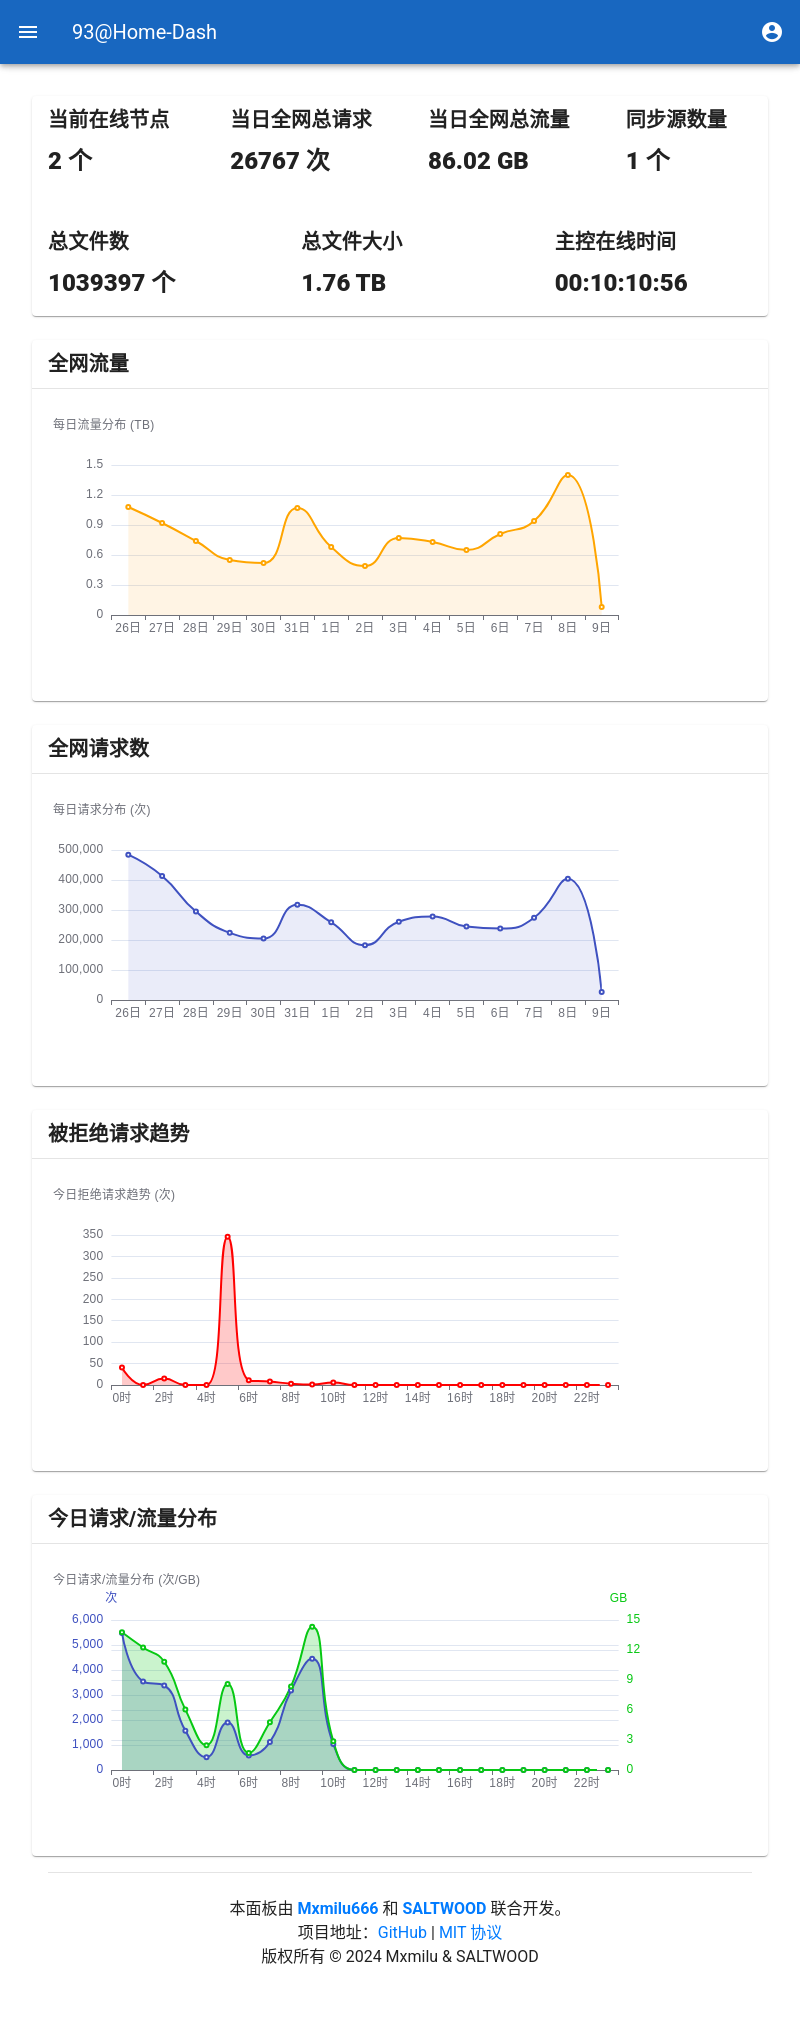 93@Home-Dash
当前在线节点 当日全网总请求 当日全网总流量 同步源数量
2 个 26767 次 86.02 GB 1 个
总文件数 总文件大小 主控在线时间
1039397 个 1.76 TB 00:10:10:56
全网流量
每日流量分布 (TB)
1.5
1.2
0.9
0.6
0.3
0
26日 27日 28日 29日 30日 31日 1日 2日 3日 4日 5日 6日 7日 8日 9日
全网请求数
每日请求分布 (次)
500,000
400,000
300,000
200,000
100,000
0
26日 27日 28日 29日 30日 31日 1日 2日 3日 4日 5日 6日 7日 8日 9日
被拒绝请求趋势
今日拒绝请求趋势 (次)
350
300
250
200
150
100
50
0
0时 2时 4时 6时 8时 10时 12时 14时 16时 18时 20时 22时
今日请求/流量分布
今日请求/流量分布 (次/GB)
次 GB
6,000 15
5,000 12
4,000 9
3,000 6
2,000 3
1,000
0 0
0时 2时 4时 6时 8时 10时 12时 14时 16时 18时 20时 22时
本面板由 Mxmilu666 和 SALTWOOD 联合开发。
项目地址：GitHub | MIT 协议
版权所有 © 2024 Mxmilu & SALTWOOD